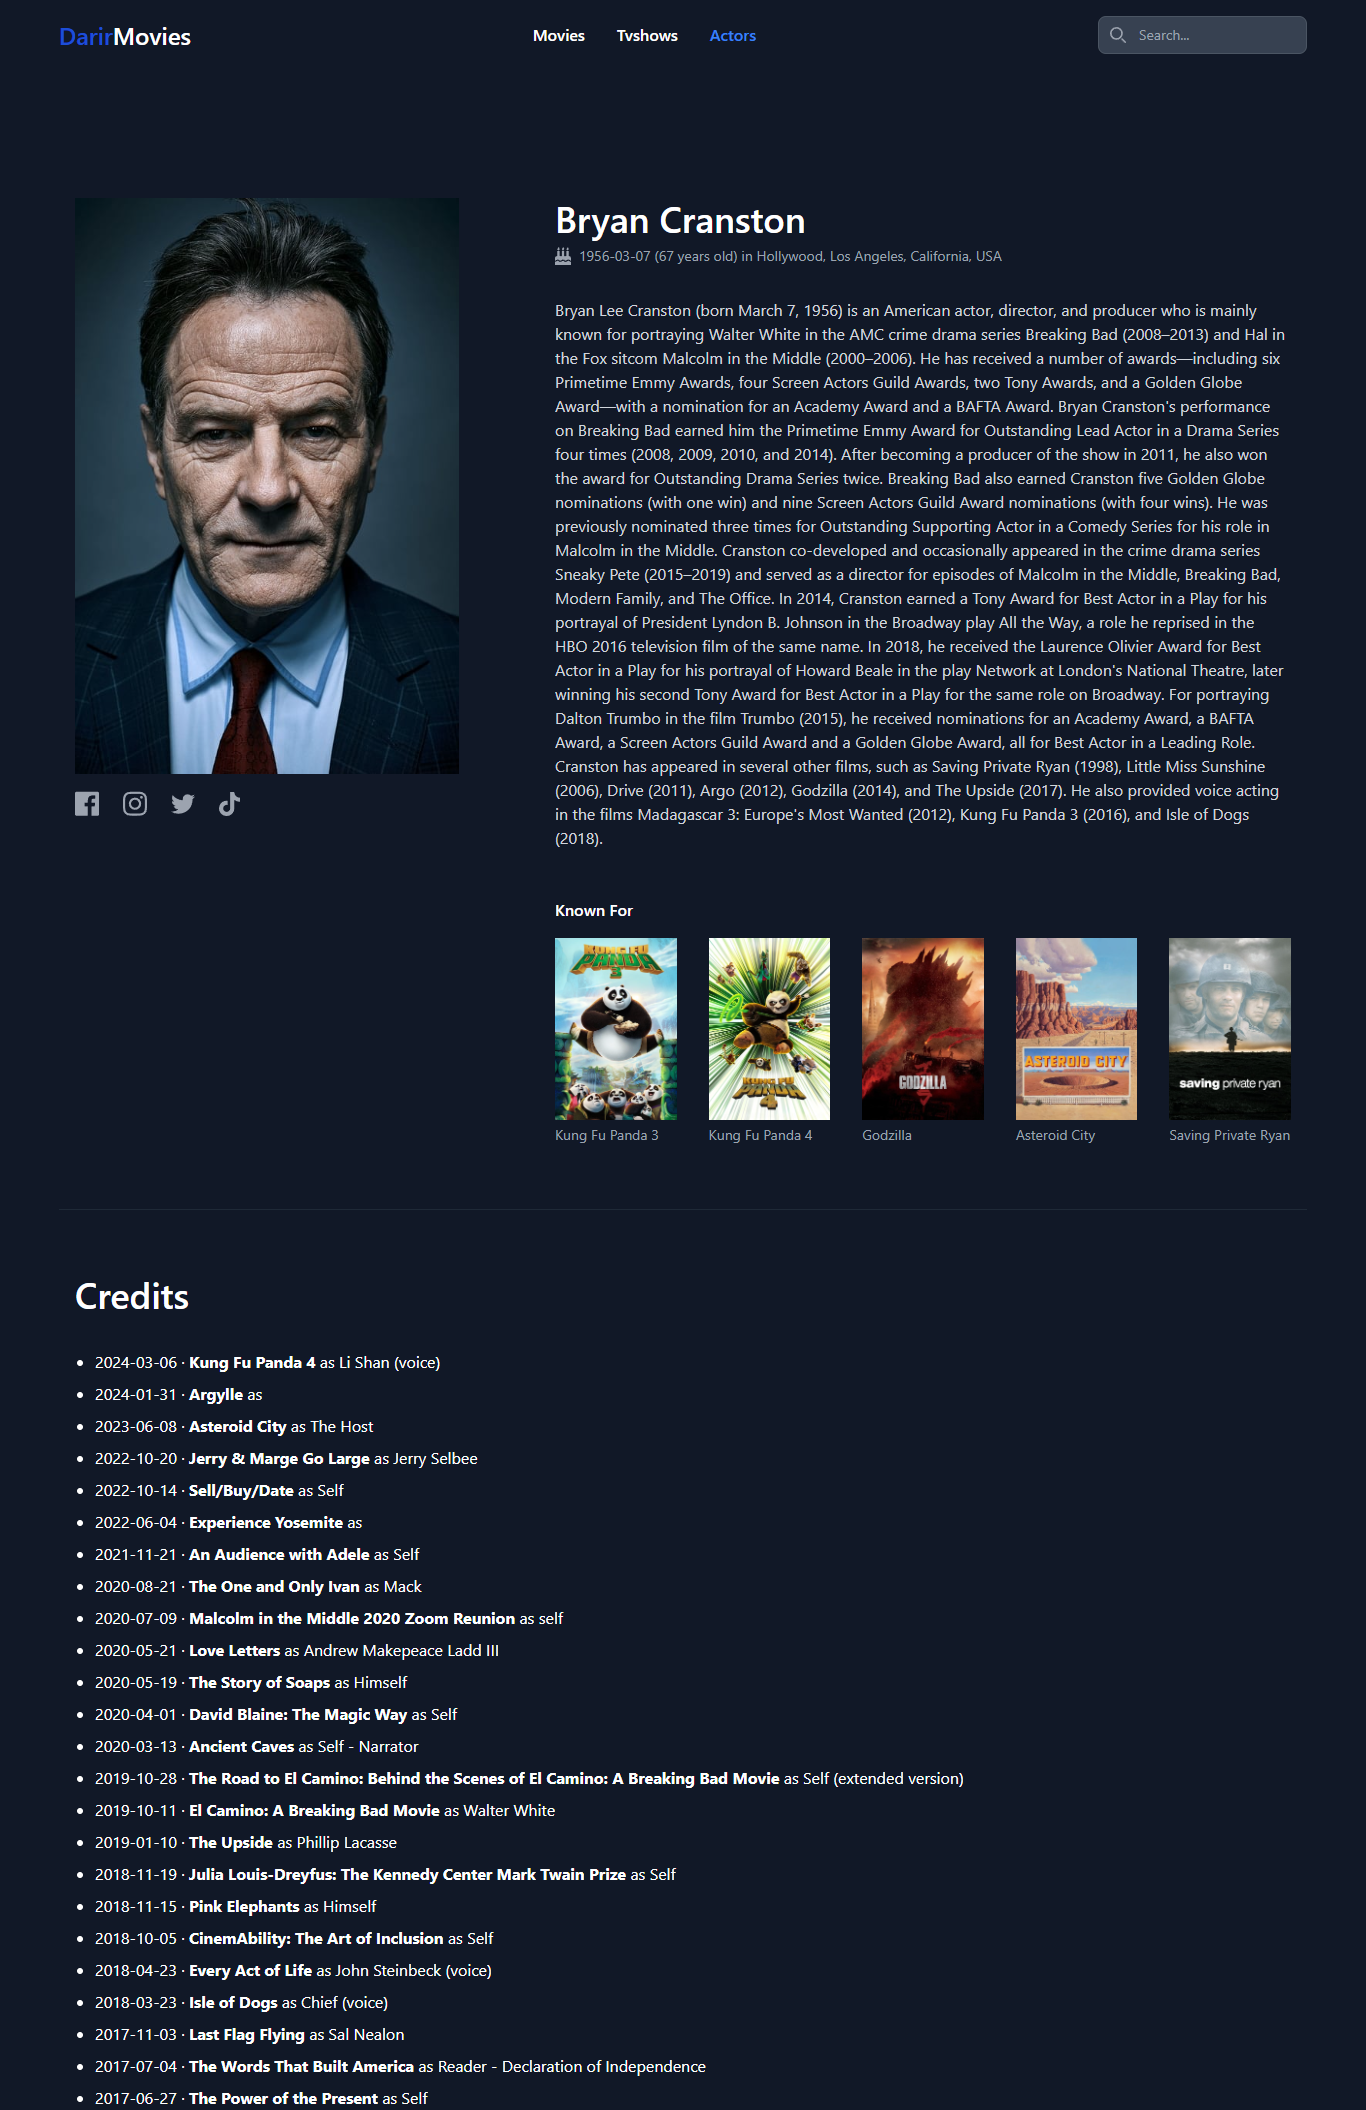 DarirMovies
Movies Tvshows Actors
Search...
Bryan Cranston
1956-03-07 (67 years old) in Hollywood, Los Angeles, California, USA
Bryan Lee Cranston (born March 7, 1956) is an American actor, director, and producer who is mainly
known for portraying Walter White in the AMC crime drama series Breaking Bad (2008–2013) and Hal in
the Fox sitcom Malcolm in the Middle (2000–2006). He has received a number of awards—including six
Primetime Emmy Awards, four Screen Actors Guild Awards, two Tony Awards, and a Golden Globe
Award—with a nomination for an Academy Award and a BAFTA Award. Bryan Cranston's performance
on Breaking Bad earned him the Primetime Emmy Award for Outstanding Lead Actor in a Drama Series
four times (2008, 2009, 2010, and 2014). After becoming a producer of the show in 2011, he also won
the award for Outstanding Drama Series twice. Breaking Bad also earned Cranston five Golden Globe
nominations (with one win) and nine Screen Actors Guild Award nominations (with four wins). He was
previously nominated three times for Outstanding Supporting Actor in a Comedy Series for his role in
Malcolm in the Middle. Cranston co-developed and occasionally appeared in the crime drama series
Sneaky Pete (2015–2019) and served as a director for episodes of Malcolm in the Middle, Breaking Bad,
Modern Family, and The Office. In 2014, Cranston earned a Tony Award for Best Actor in a Play for his
portrayal of President Lyndon B. Johnson in the Broadway play All the Way, a role he reprised in the
HBO 2016 television film of the same name. In 2018, he received the Laurence Olivier Award for Best
Actor in a Play for his portrayal of Howard Beale in the play Network at London's National Theatre, later
winning his second Tony Award for Best Actor in a Play for the same role on Broadway. For portraying
Dalton Trumbo in the film Trumbo (2015), he received nominations for an Academy Award, a BAFTA
Award, a Screen Actors Guild Award and a Golden Globe Award, all for Best Actor in a Leading Role.
Cranston has appeared in several other films, such as Saving Private Ryan (1998), Little Miss Sunshine
(2006), Drive (2011), Argo (2012), Godzilla (2014), and The Upside (2017). He also provided voice acting
in the films Madagascar 3: Europe's Most Wanted (2012), Kung Fu Panda 3 (2016), and Isle of Dogs
(2018).
Known For
KUNG FU
PANDA
3
KUNG FU
PANDA
4
GODZILLA
ASTEROID CITY
saving private ryan
Kung Fu Panda 3
Kung Fu Panda 4
Godzilla
Asteroid City
Saving Private Ryan
Credits
• 2024-03-06 · Kung Fu Panda 4 as Li Shan (voice)
• 2024-01-31 · Argylle as
• 2023-06-08 · Asteroid City as The Host
• 2022-10-20 · Jerry & Marge Go Large as Jerry Selbee
• 2022-10-14 · Sell/Buy/Date as Self
• 2022-06-04 · Experience Yosemite as
• 2021-11-21 · An Audience with Adele as Self
• 2020-08-21 · The One and Only Ivan as Mack
• 2020-07-09 · Malcolm in the Middle 2020 Zoom Reunion as self
• 2020-05-21 · Love Letters as Andrew Makepeace Ladd III
• 2020-05-19 · The Story of Soaps as Himself
• 2020-04-01 · David Blaine: The Magic Way as Self
• 2020-03-13 · Ancient Caves as Self - Narrator
• 2019-10-28 · The Road to El Camino: Behind the Scenes of El Camino: A Breaking Bad Movie as Self (extended version)
• 2019-10-11 · El Camino: A Breaking Bad Movie as Walter White
• 2019-01-10 · The Upside as Phillip Lacasse
• 2018-11-19 · Julia Louis-Dreyfus: The Kennedy Center Mark Twain Prize as Self
• 2018-11-15 · Pink Elephants as Himself
• 2018-10-05 · CinemAbility: The Art of Inclusion as Self
• 2018-04-23 · Every Act of Life as John Steinbeck (voice)
• 2018-03-23 · Isle of Dogs as Chief (voice)
• 2017-11-03 · Last Flag Flying as Sal Nealon
• 2017-07-04 · The Words That Built America as Reader - Declaration of Independence
• 2017-06-27 · The Power of the Present as Self